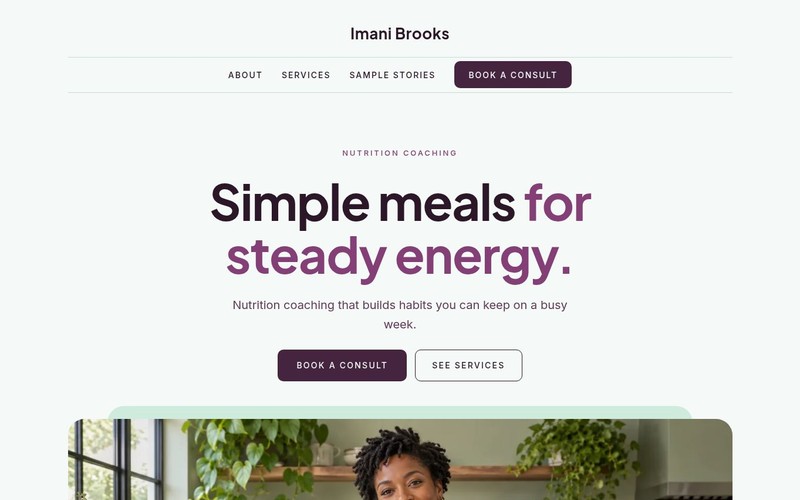 Imani Brooks
ABOUT SERVICES SAMPLE STORIES BOOK A CONSULT
NUTRITION COACHING
Simple meals for
steady energy.
Nutrition coaching that builds habits you can keep on a busy
week.
BOOK A CONSULT SEE SERVICES